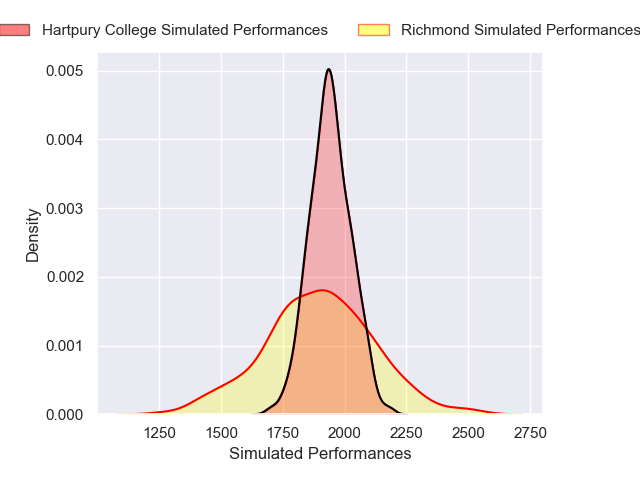 Hartpury College Simulated Performances Richmond Simulated Performances
0.005
0.004
0.003
0.002
0.001
0.000
Density
1250 1500 1750 2000 2250 2500 2750
Simulated Performances